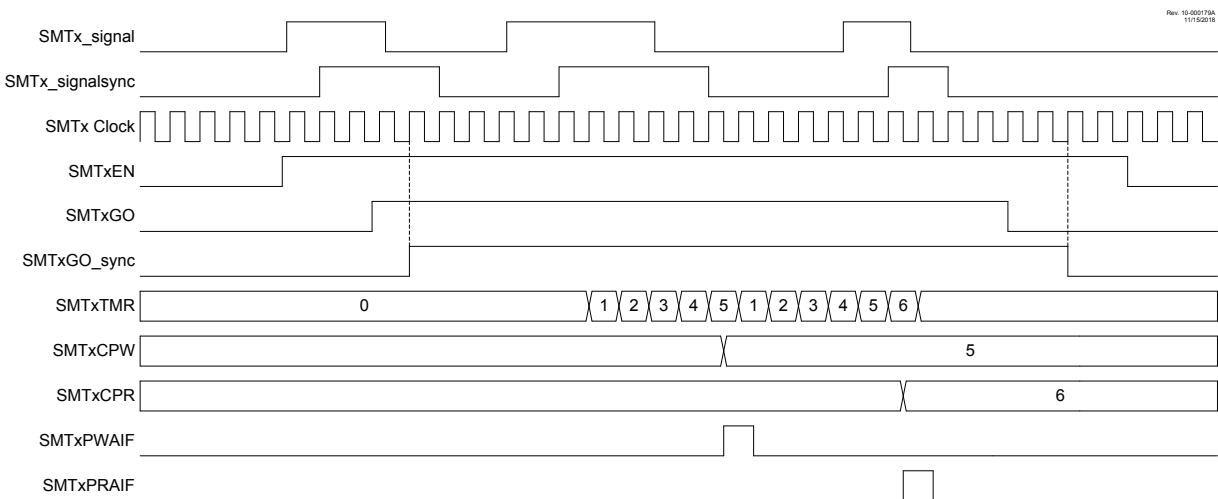 Rev. 10-000179A
11/15/2018
SMTx_signal
SMTx_signalsync
SMTx Clock
SMTxEN
SMTxGO
SMTxGO_sync
SMTxTMR 0 1 2 3 4 5 1 2 3 4 5 6
SMTxCPW 5
SMTxCPR 6
SMTxPWAIF
SMTxPRAIF